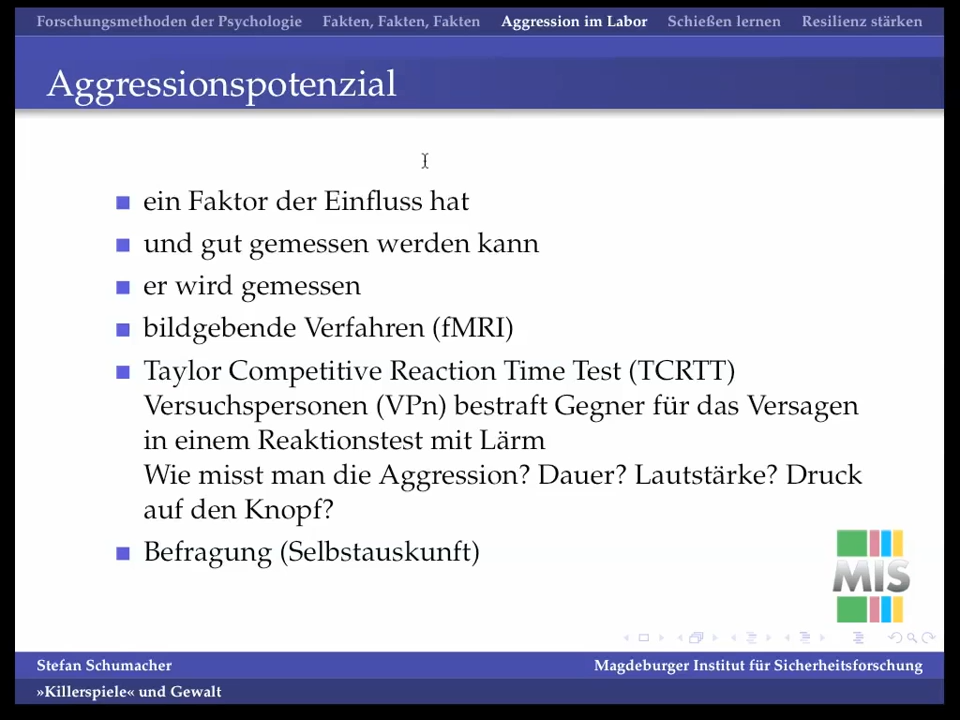 Forschungsmethoden der Psychologie Fakten, Fakten, Fakten Aggression im Labor Schießen lernen Resilienz stärken
Aggressionspotenzial
ein Faktor der Einfluss hat
und gut gemessen werden kann
er wird gemessen
bildgebende Verfahren (fMRI)
Taylor Competitive Reaction Time Test (TCRTT)
Versuchspersonen (VPn) bestraft Gegner für das Versagen
in einem Reaktionstest mit Lärm
Wie misst man die Aggression? Dauer? Lautstärke? Druck
auf den Knopf?
Befragung (Selbstauskunft)
MIS
Stefan Schumacher Magdeburger Institut für Sicherheitsforschung
»Killerspiele« und Gewalt